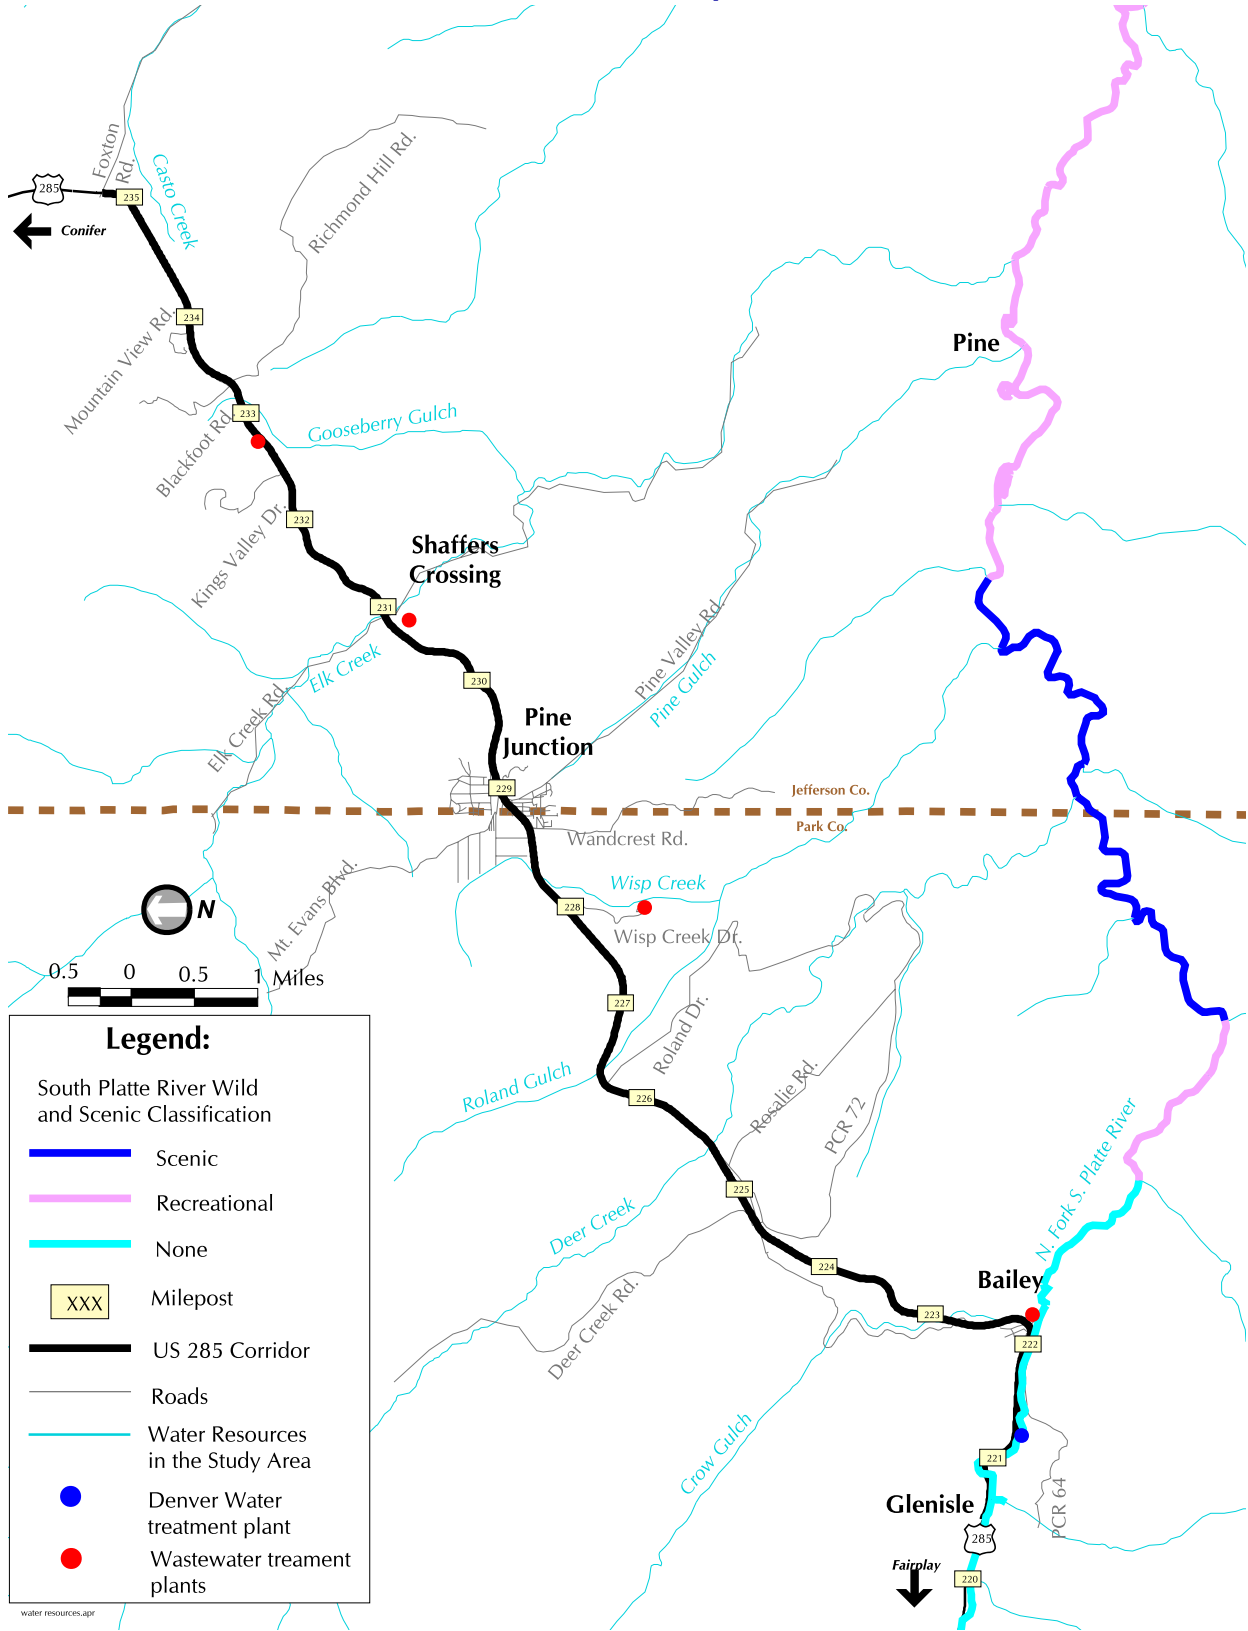 Foxton
Rd.
Casto Creek
Richmond Hill Rd.
285
235
Conifer
234
Mountain View Rd.
Pine
233
Blackfoot Rd.
Gooseberry Gulch
232
Kings Valley Dr.
Shaffers
Crossing
231
Elk Creek
230
Elk Creek Rd.
Pine Valley Rd.
Pine Gulch
Pine
Junction
229
Jefferson Co.
Park Co.
Wandcrest Rd.
Mt. Evans Blvd.
Wisp Creek
228
Wisp Creek Dr.
N
0.5 0 0.5 1 Miles
227
Roland Dr.
Roland Gulch
226
Rosalie Rd.
PCR 72
225
Deer Creek
Deer Creek Rd.
224
N. Fork S. Platte River
Bailey
223
222
Crow Gulch
221
PCR 64
Glenisle
285
Fairplay
220
Legend:
South Platte River Wild
and Scenic Classification
Scenic
Recreational
None
XXX Milepost
US 285 Corridor
Roads
Water Resources
in the Study Area
Denver Water
treatment plant
Wastewater treament
plants
water resources.apr